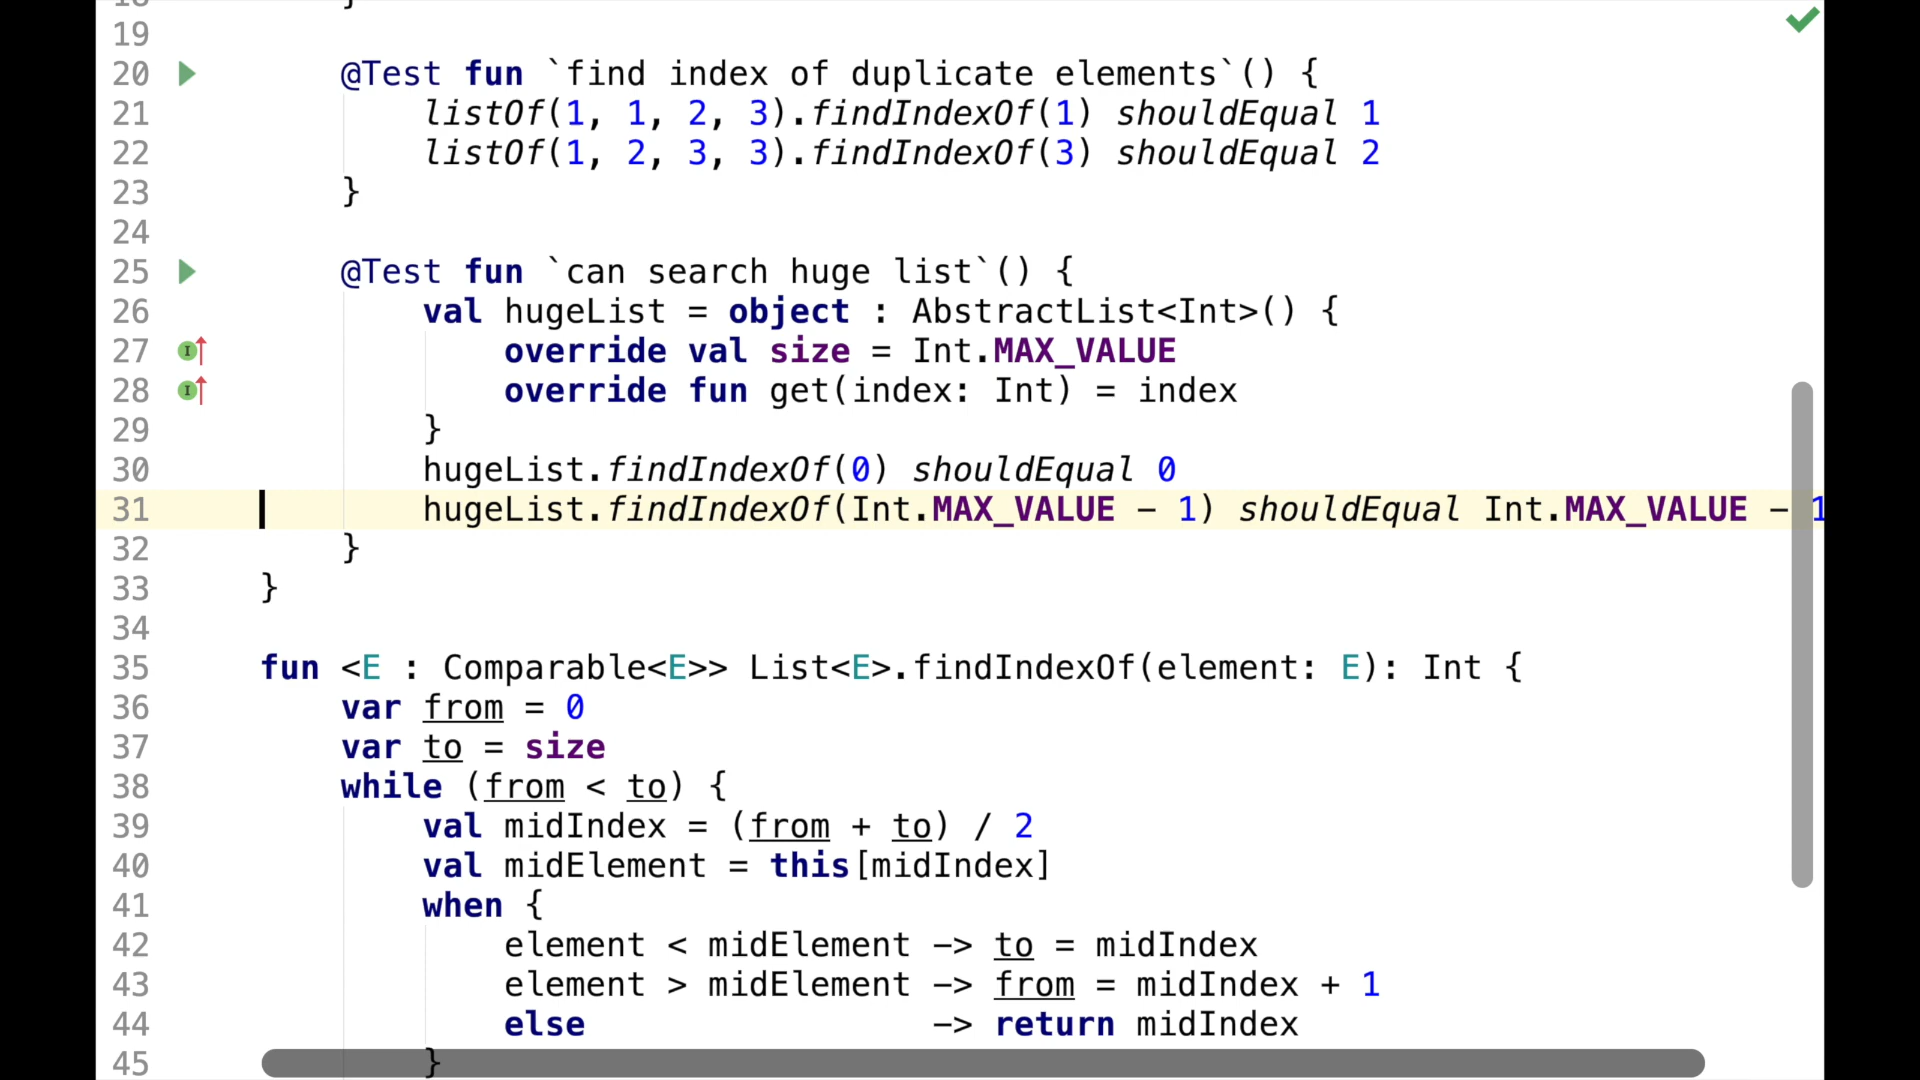 18 }
19
20 @Test fun `find index of duplicate elements`() {
21 listOf(1, 1, 2, 3).findIndexOf(1) shouldEqual 1
22 listOf(1, 2, 3, 3).findIndexOf(3) shouldEqual 2
23 }
24
25 @Test fun `can search huge list`() {
26 val hugeList = object : AbstractList<Int>() {
27 override val size = Int.MAX_VALUE
28 override fun get(index: Int) = index
29 }
30 hugeList.findIndexOf(0) shouldEqual 0
31 hugeList.findIndexOf(Int.MAX_VALUE - 1) shouldEqual Int.MAX_VALUE - 1
32 }
33 }
34
35 fun <E : Comparable<E>> List<E>.findIndexOf(element: E): Int {
36 var from = 0
37 var to = size
38 while (from < to) {
39 val midIndex = (from + to) / 2
40 val midElement = this[midIndex]
41 when {
42 element < midElement -> to = midIndex
43 element > midElement -> from = midIndex + 1
44 else -> return midIndex
45 }